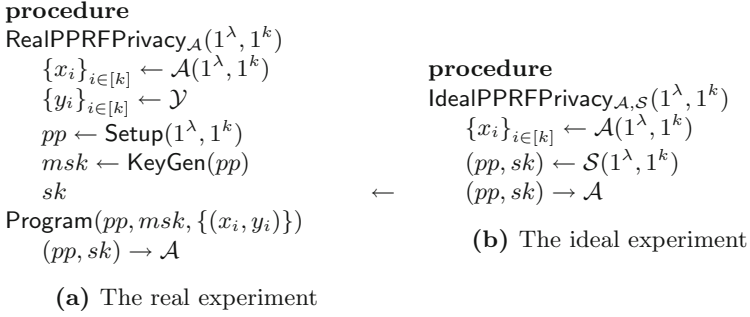 procedure
RealPPRFPrivacy_𝒜(1^λ, 1^k)
{x_i}_{i∈[k]} ← 𝒜(1^λ, 1^k)
{y_i}_{i∈[k]} ← 𝒴
pp ← Setup(1^λ, 1^k)
msk ← KeyGen(pp)
sk ←
Program(pp, msk, {(x_i, y_i)})
(pp, sk) → 𝒜
(a) The real experiment
procedure
IdealPPRFPrivacy_{𝒜,𝒮}(1^λ, 1^k)
{x_i}_{i∈[k]} ← 𝒜(1^λ, 1^k)
(pp, sk) ← 𝒮(1^λ, 1^k)
(pp, sk) → 𝒜
(b) The ideal experiment